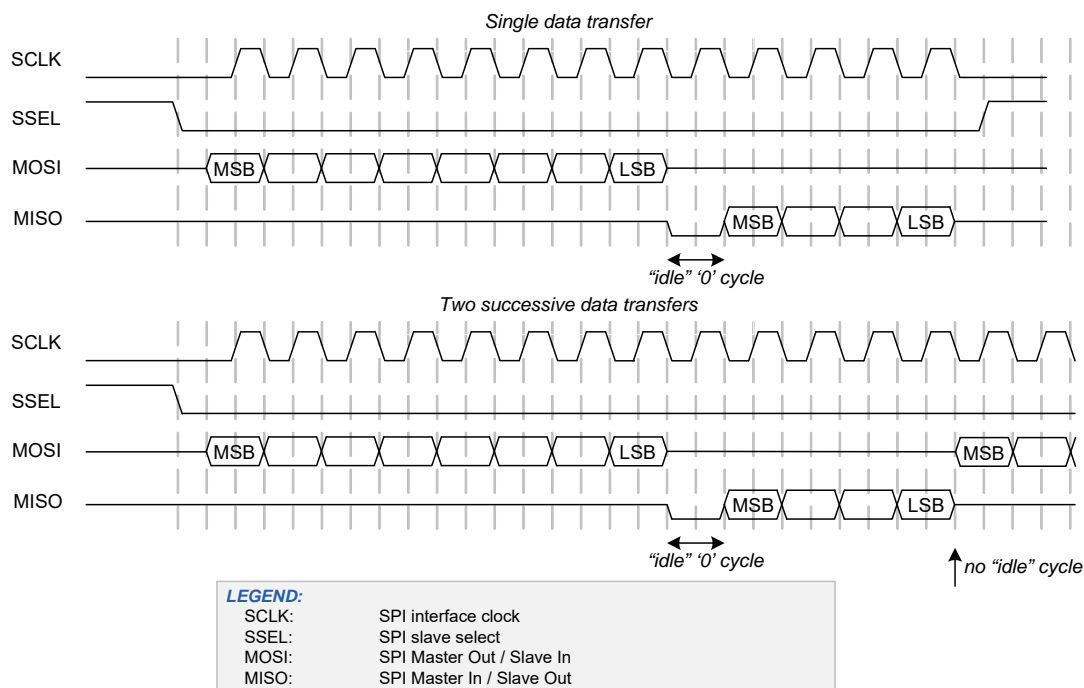 Single data transfer
SCLK
SSEL
MOSI MSB LSB
MISO MSB LSB
“idle” ‘0’ cycle
Two successive data transfers
SCLK
SSEL
MOSI MSB LSB MSB
MISO MSB LSB
“idle” ‘0’ cycle no “idle” cycle
LEGEND:
SCLK: SPI interface clock
SSEL: SPI slave select
MOSI: SPI Master Out / Slave In
MISO: SPI Master In / Slave Out